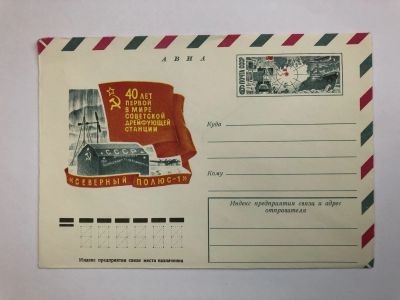 АВИА
ПОЧТА СССР
40 ЛЕТ
ПЕРВОЙ
В МИРЕ
СОВЕТСКОЙ
ДРЕЙФУЮЩЕЙ
СТАНЦИИ
СССР
«СЕВЕРНЫЙ ПОЛЮС-1»
Куда
Кому
Индекс предприятия связи и адрес
отправителя
Индекс предприятия связи места назначения